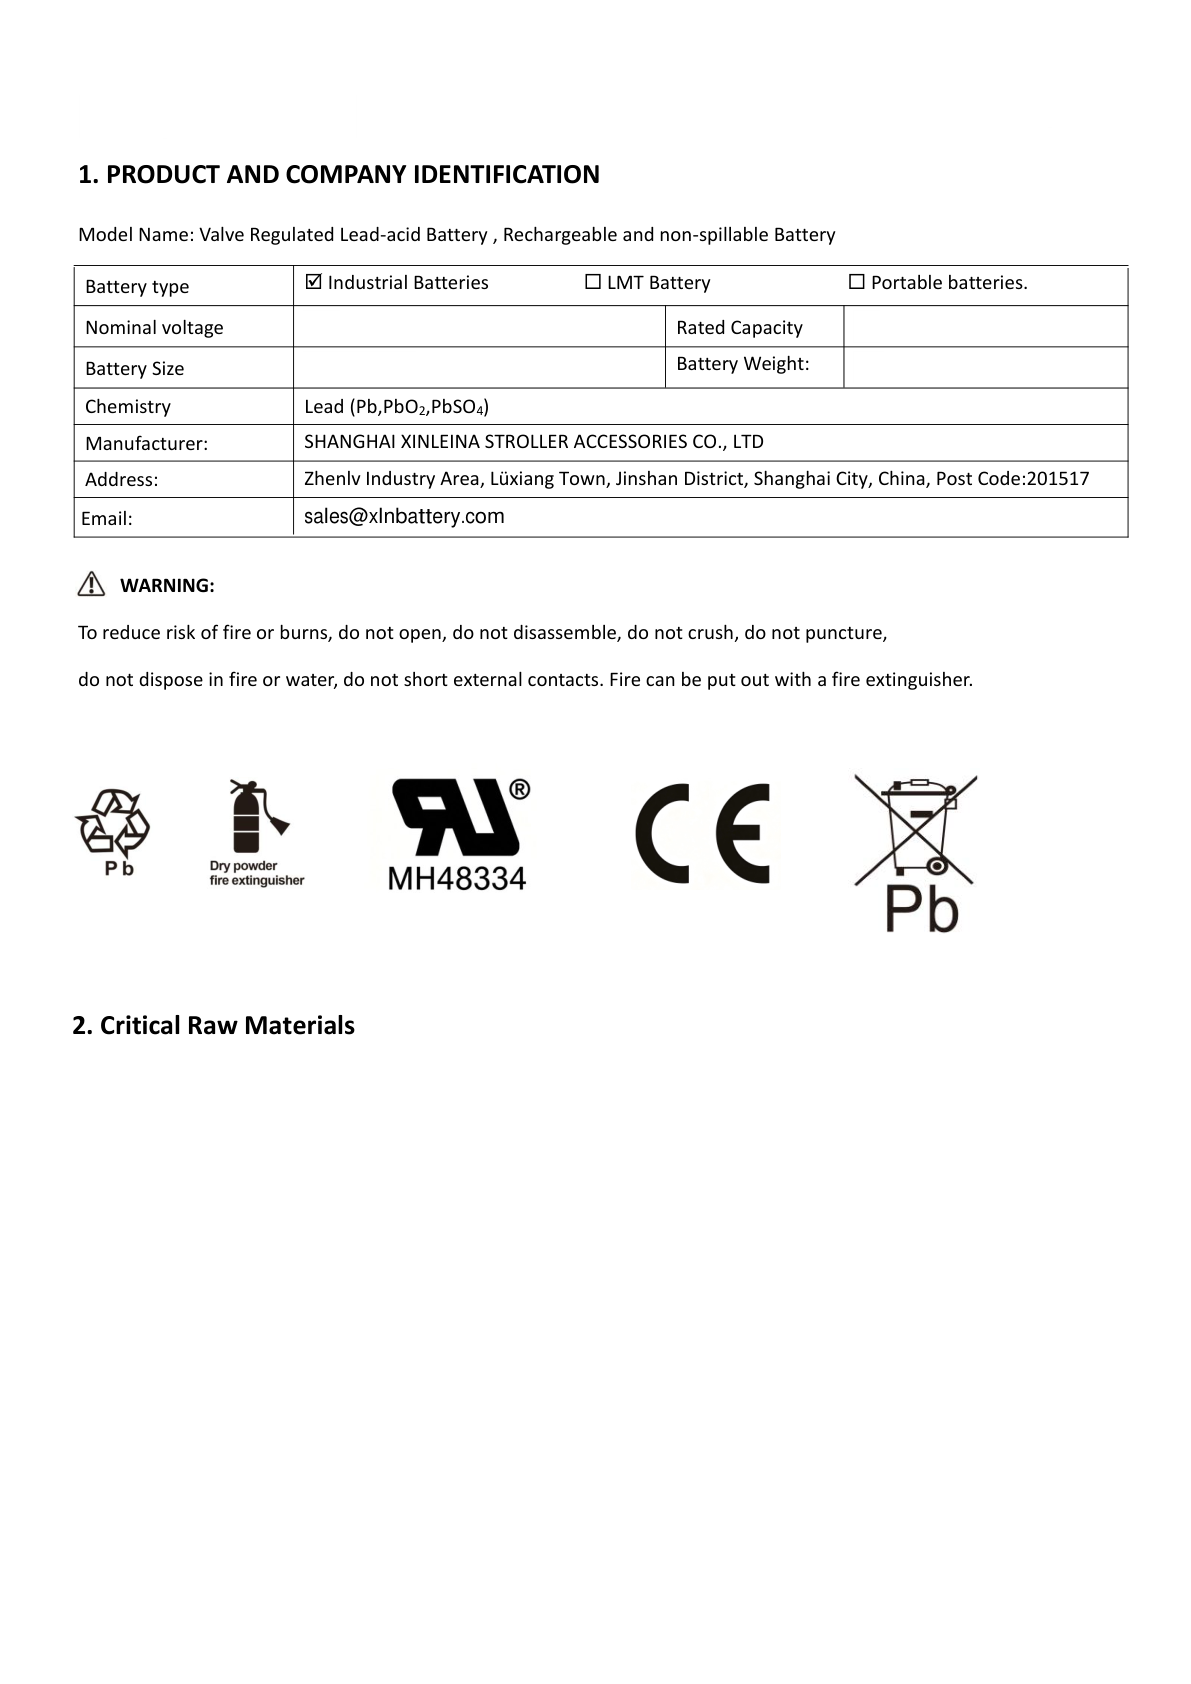 1. PRODUCT AND COMPANY IDENTIFICATION
Model Name: Valve Regulated Lead-acid Battery , Rechargeable and non-spillable Battery
Battery type ☑ Industrial Batteries ☐ LMT Battery ☐ Portable batteries.
Nominal voltage Rated Capacity
Battery Size Battery Weight:
Chemistry Lead (Pb,PbO₂,PbSO₄)
Manufacturer: SHANGHAI XINLEINA STROLLER ACCESSORIES CO., LTD
Address: Zhenlv Industry Area, Lüxiang Town, Jinshan District, Shanghai City, China, Post Code:201517
Email: sales@xlnbattery.com
WARNING:
To reduce risk of fire or burns, do not open, do not disassemble, do not crush, do not puncture,
do not dispose in fire or water, do not short external contacts. Fire can be put out with a fire extinguisher.
Pb
Dry powder
fire extinguisher
RU®
MH48334
CE
Pb
2. Critical Raw Materials